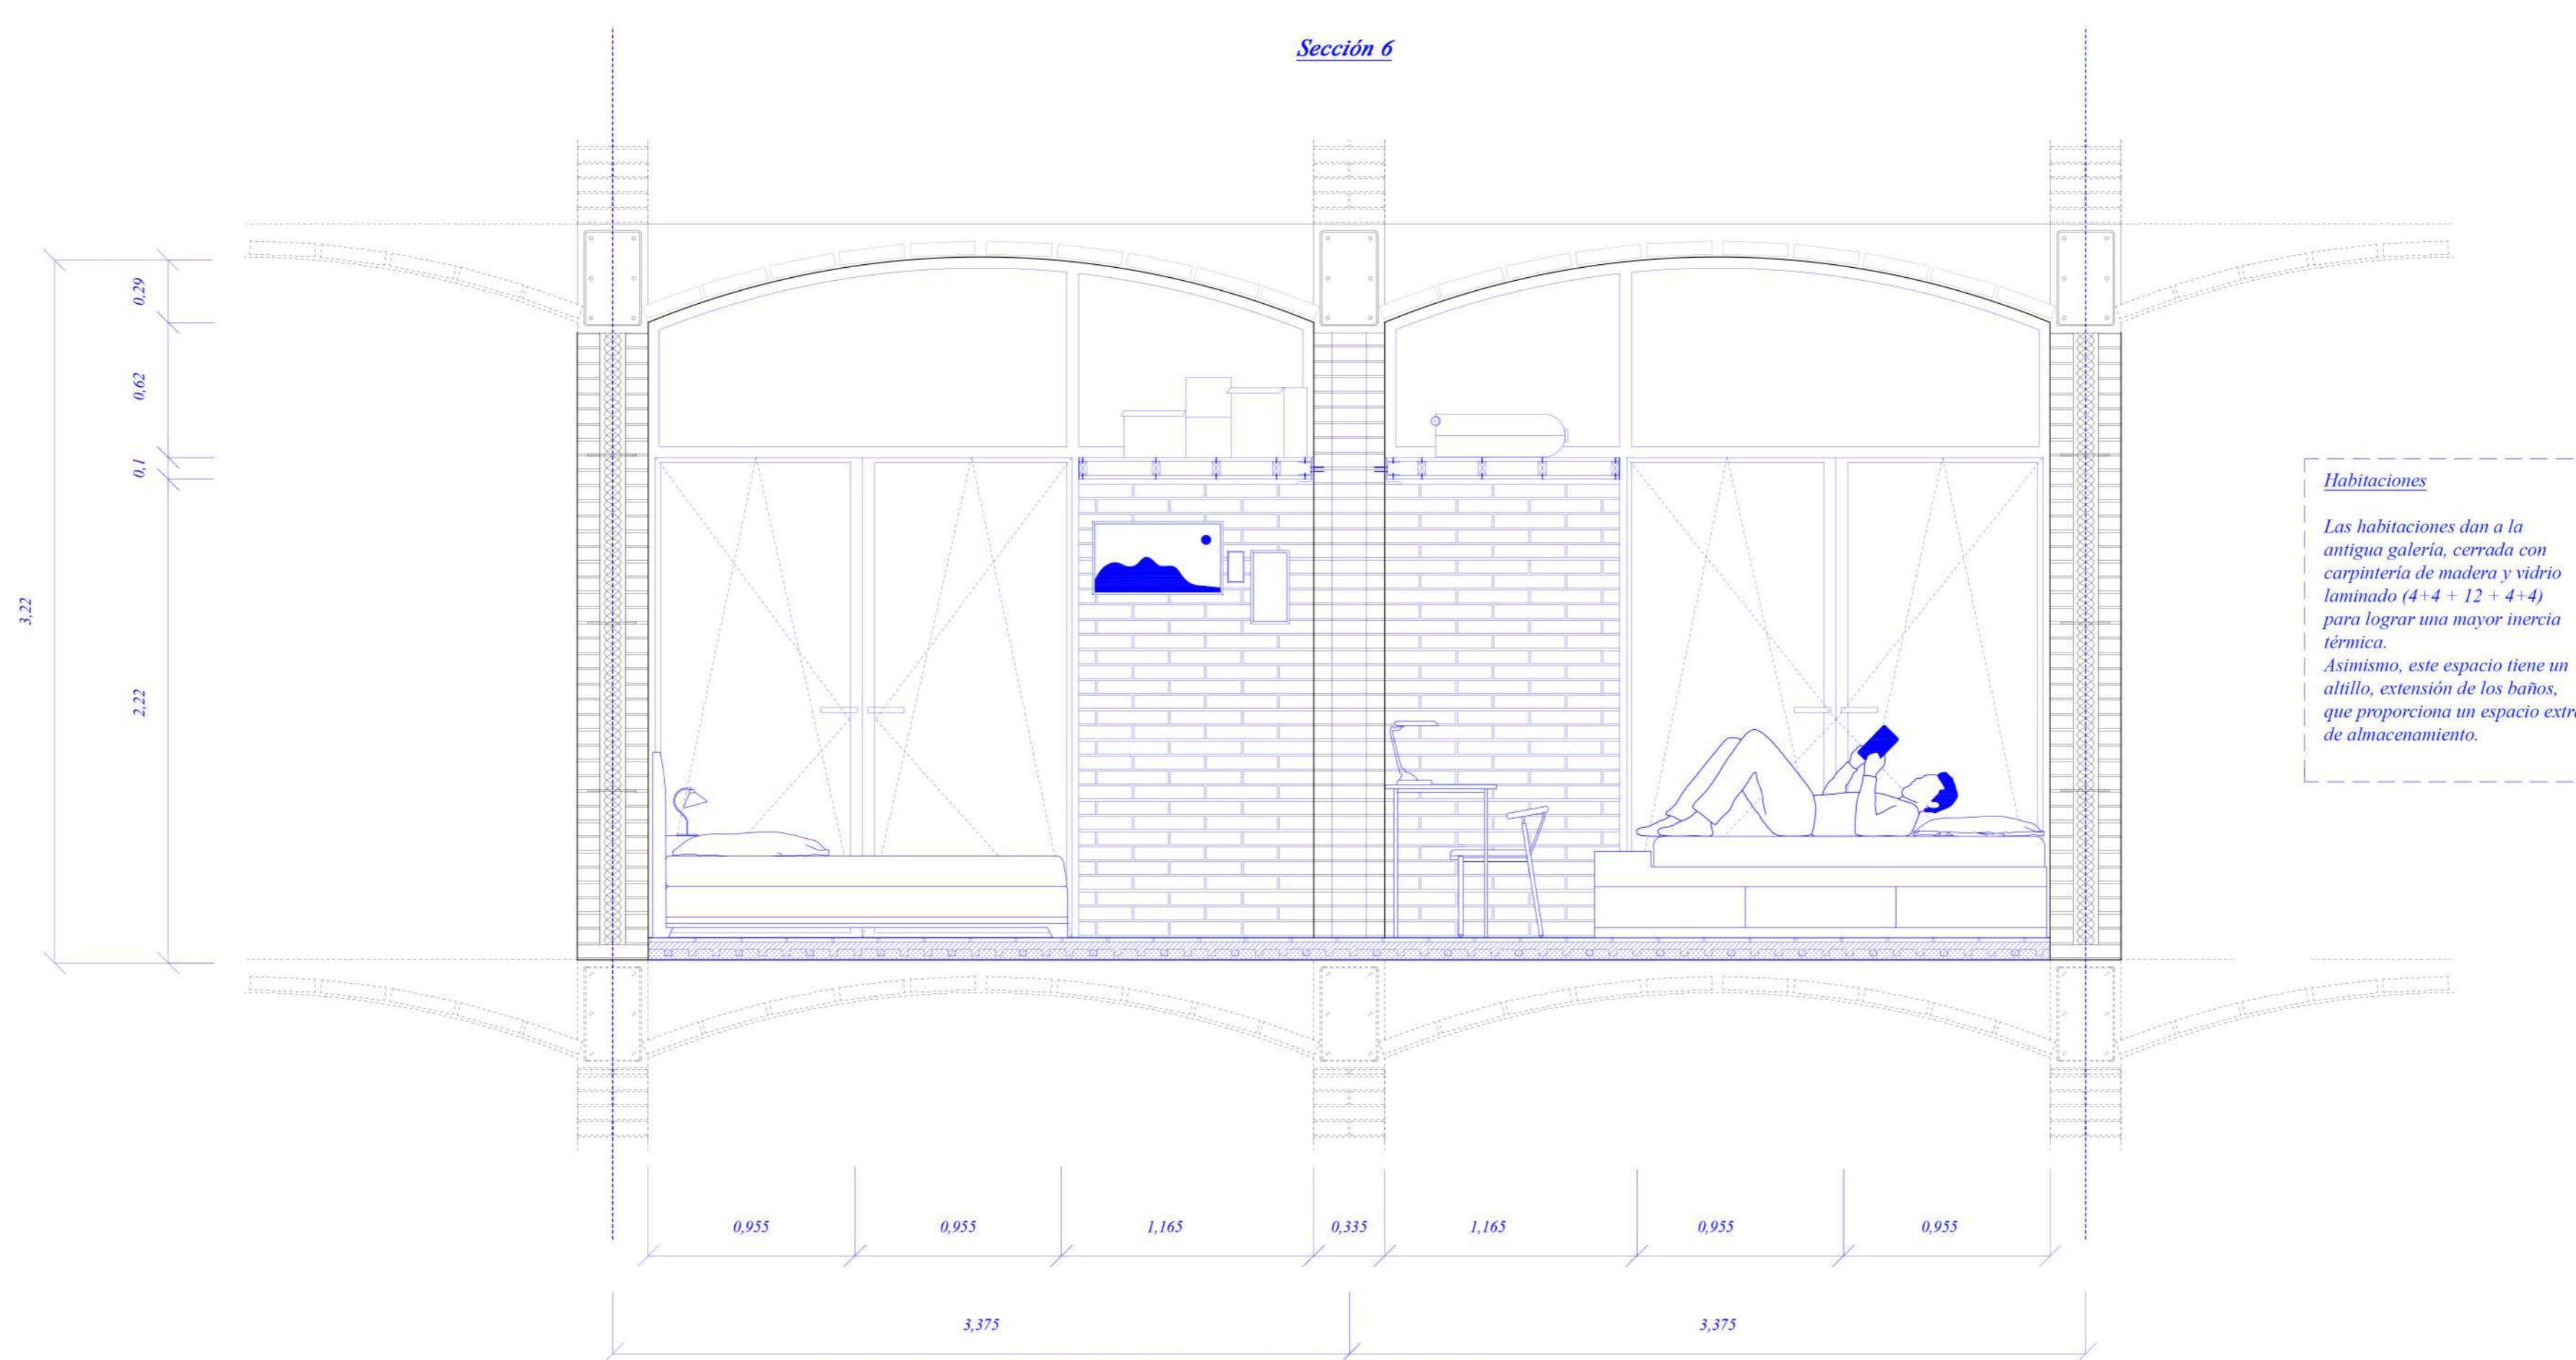 Sección 6
0,29
0,62
0,1
3,22
2,22
Habitaciones
Las habitaciones dan a la
antigua galería, cerrada con
carpintería de madera y vidrio
laminado (4+4 + 12 + 4+4)
para lograr una mayor inercia
térmica.
Asimismo, este espacio tiene un
altillo, extensión de los baños,
que proporciona un espacio extr
de almacenamiento.
0,955 0,955 1,165 0,335 1,165 0,955 0,955
3,375 3,375